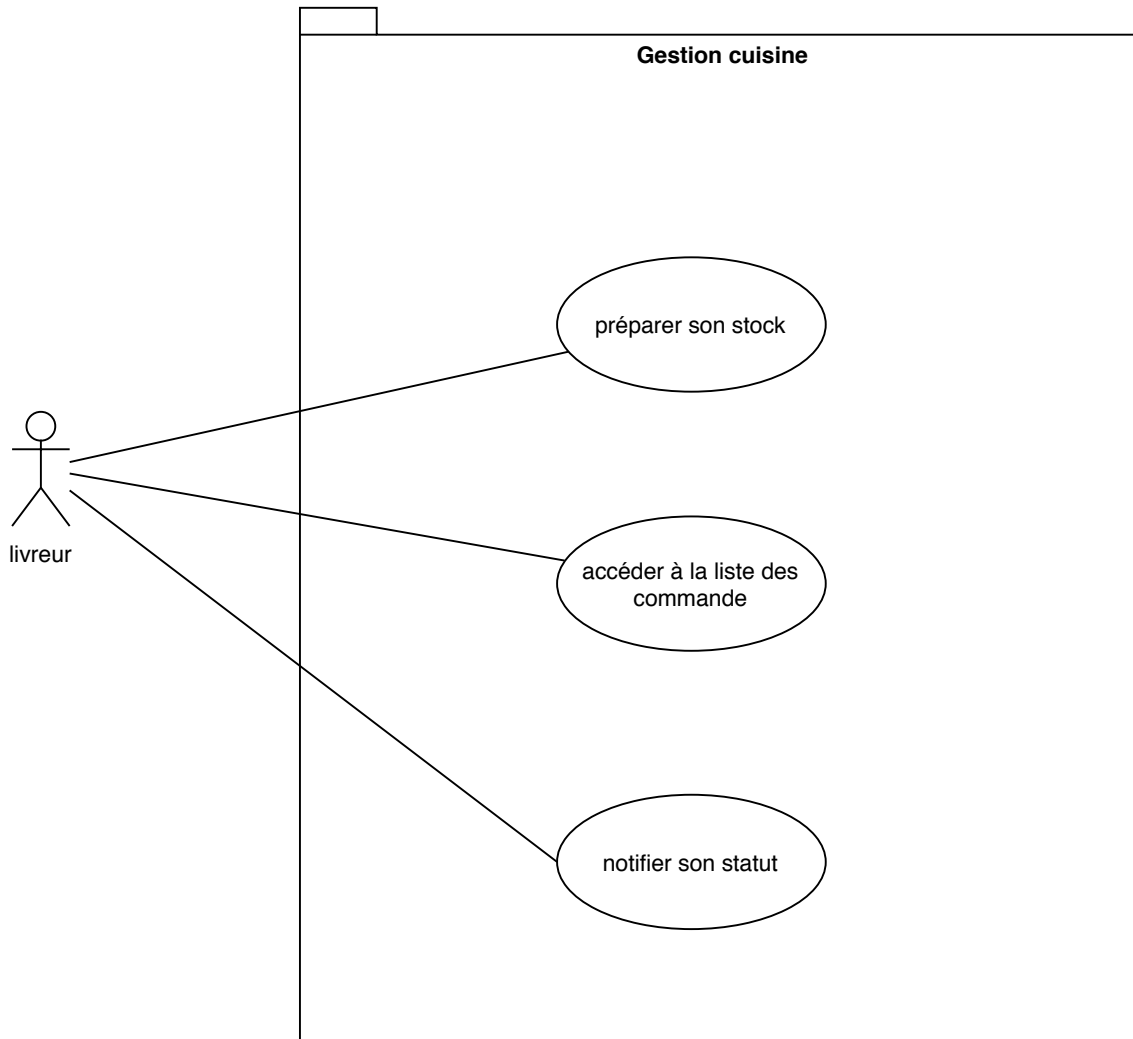 Gestion cuisine
préparer son stock
livreur
accéder à la liste des
commande
notifier son statut